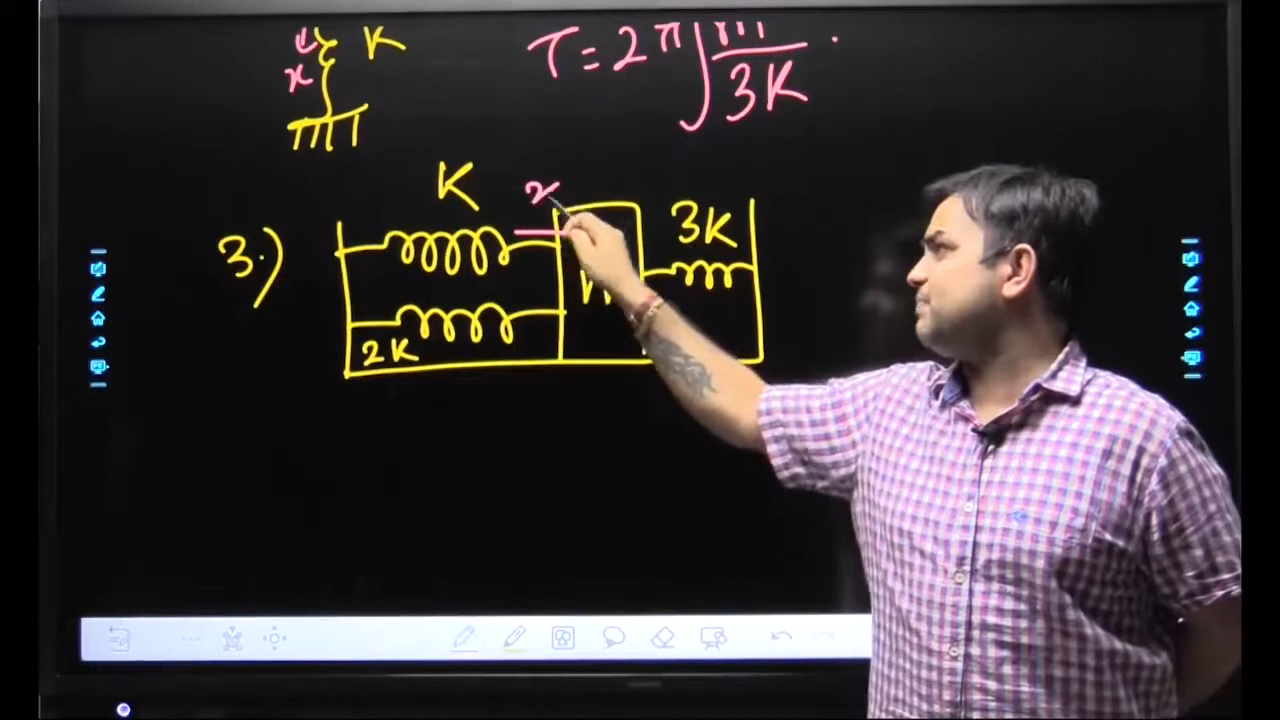 K
x
T = 2π√m/3K
K
x
3.)
3K
m
2K